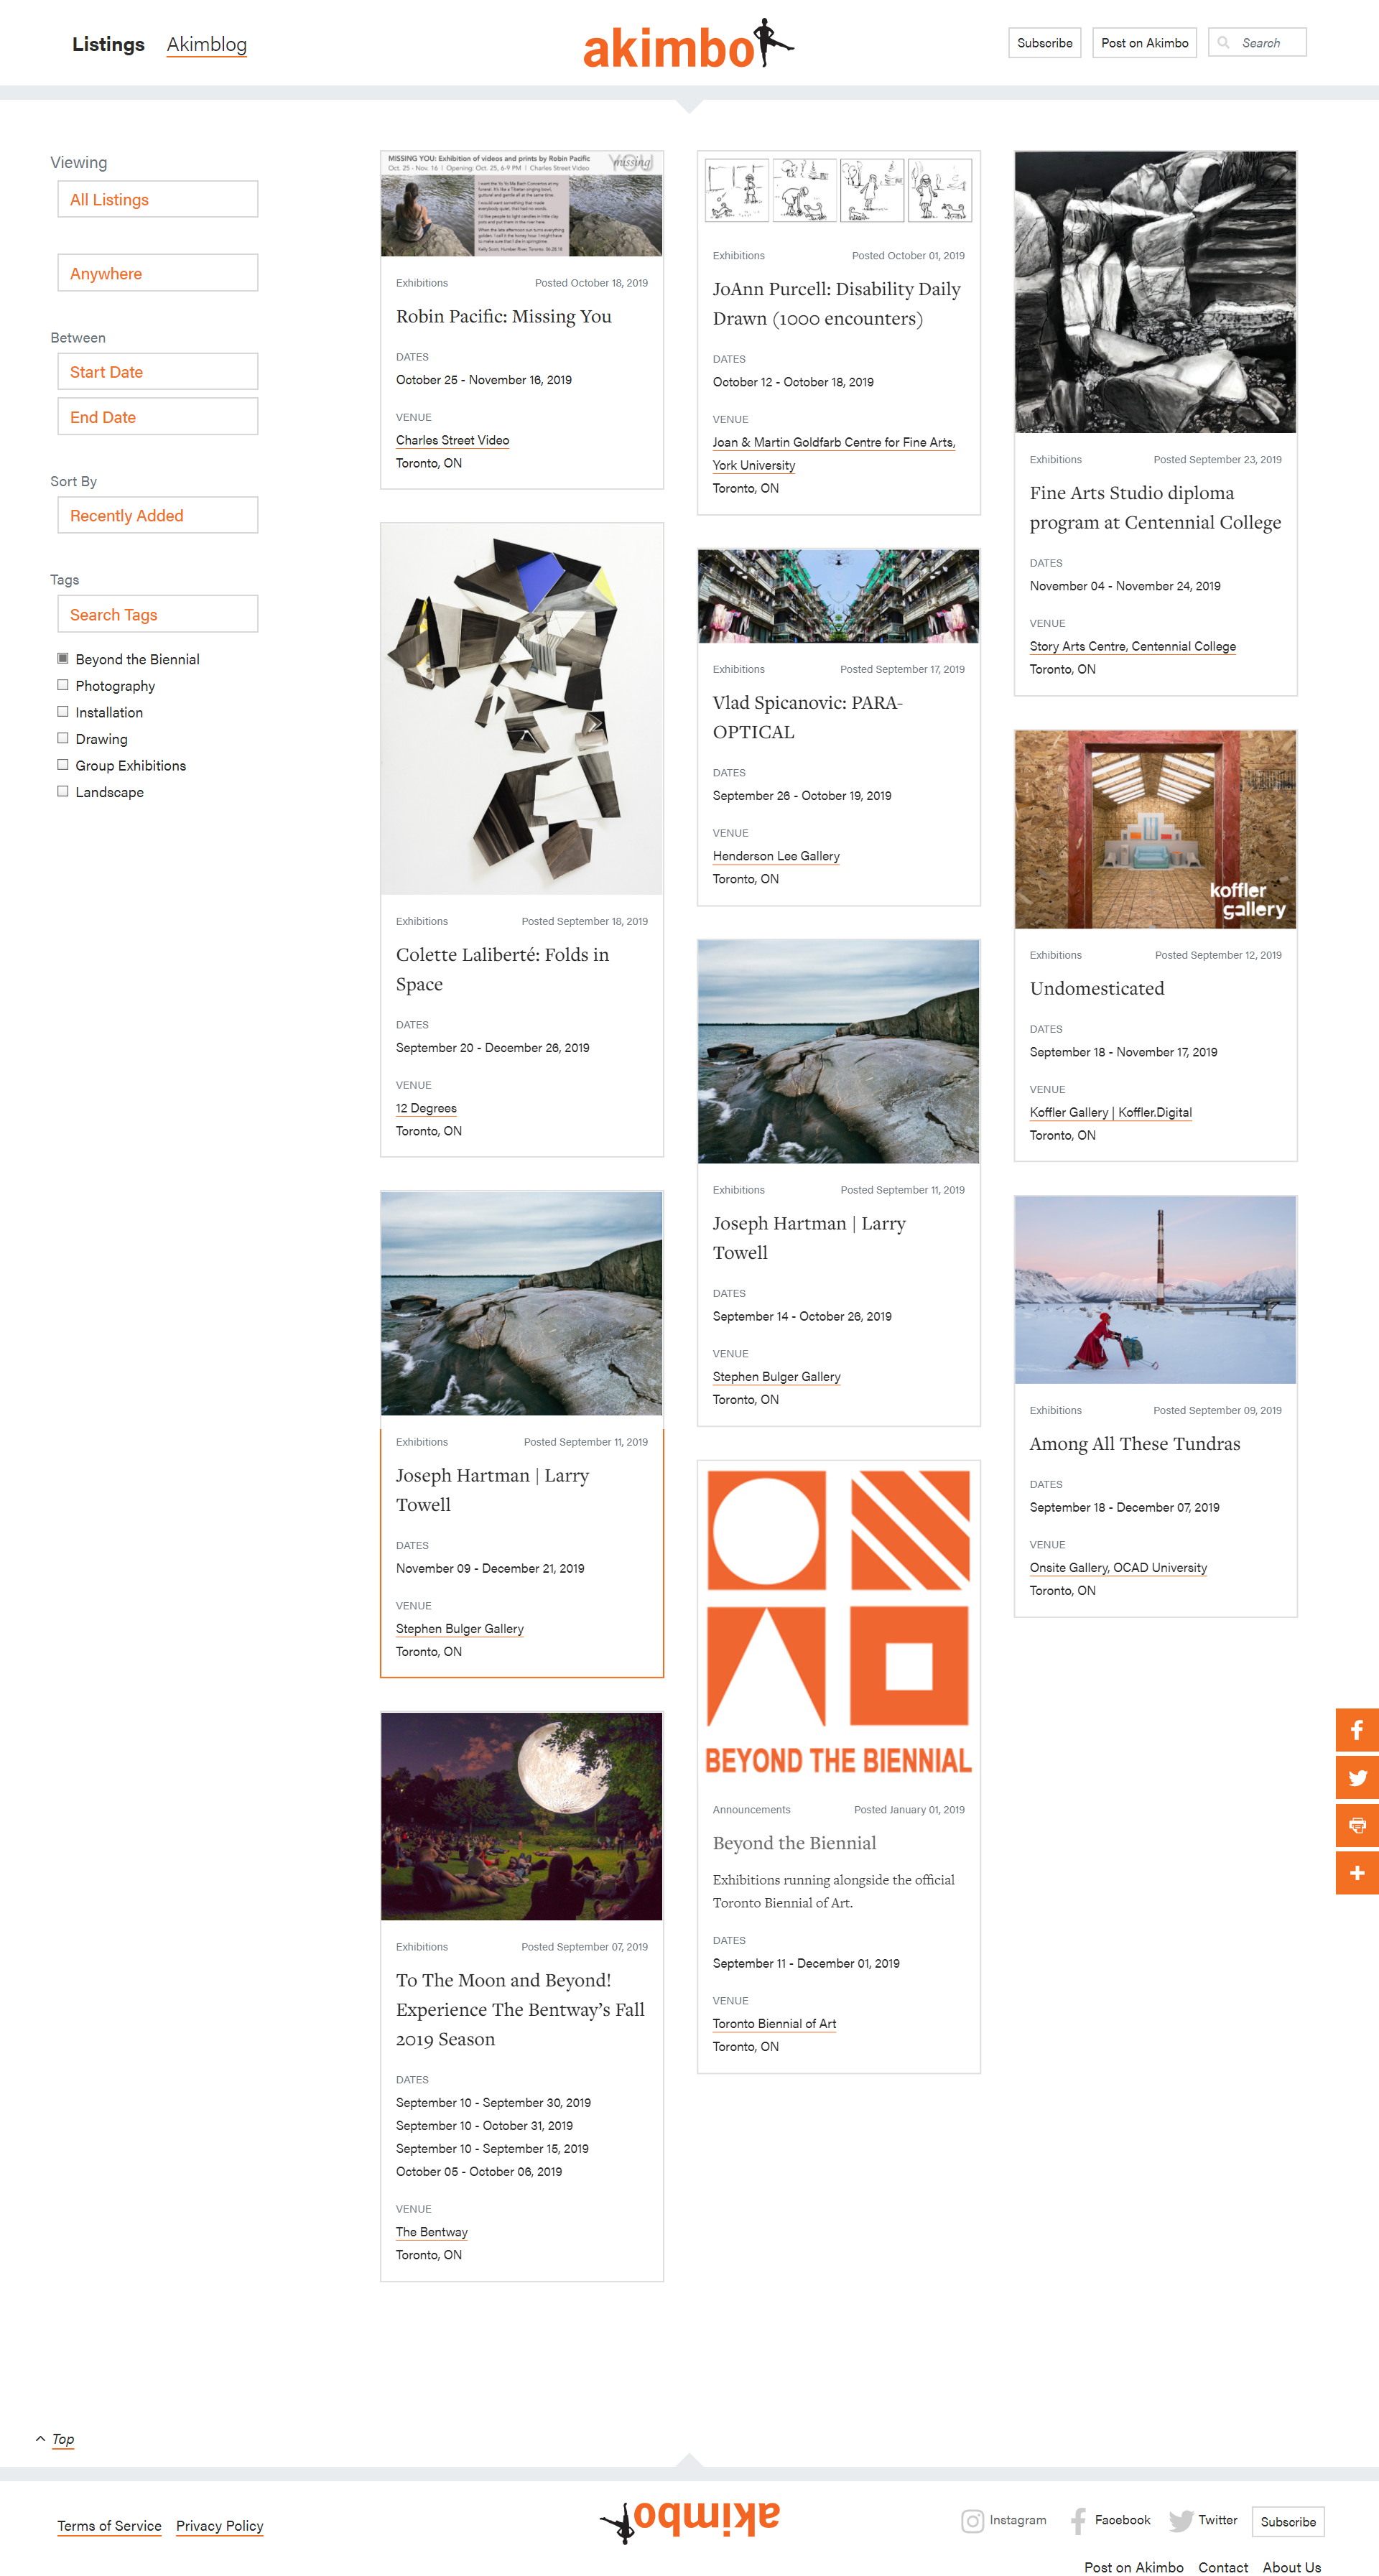 Listings
Akimblog
akimbo
Subscribe
Post on Akimbo
Search
Viewing
All Listings
Anywhere
Between
Start Date
End Date
Sort By
Recently Added
Tags
Search Tags
Beyond the Biennial
Photography
Installation
Drawing
Group Exhibitions
Landscape
MISSING YOU: Exhibition of videos and prints by Robin Pacific
Oct. 25 - Nov. 16 | Opening: Oct. 25, 6-9 PM | Charles Street Video
YOU
missing
Exhibitions
Posted October 18, 2019
Robin Pacific: Missing You
DATES
October 25 - November 16, 2019
VENUE
Charles Street Video
Toronto, ON
Exhibitions
Posted September 18, 2019
Colette Laliberté: Folds in
Space
DATES
September 20 - December 26, 2019
VENUE
12 Degrees
Toronto, ON
Exhibitions
Posted September 11, 2019
Joseph Hartman | Larry
Towell
DATES
November 09 - December 21, 2019
VENUE
Stephen Bulger Gallery
Toronto, ON
Exhibitions
Posted September 07, 2019
To The Moon and Beyond!
Experience The Bentway’s Fall
2019 Season
DATES
September 10 - September 30, 2019
September 10 - October 31, 2019
September 10 - September 15, 2019
October 05 - October 06, 2019
VENUE
The Bentway
Toronto, ON
Exhibitions
Posted October 01, 2019
JoAnn Purcell: Disability Daily
Drawn (1000 encounters)
DATES
October 12 - October 18, 2019
VENUE
Joan & Martin Goldfarb Centre for Fine Arts,
York University
Toronto, ON
Exhibitions
Posted September 17, 2019
Vlad Spicanovic: PARA-
OPTICAL
DATES
September 26 - October 19, 2019
VENUE
Henderson Lee Gallery
Toronto, ON
Exhibitions
Posted September 11, 2019
Joseph Hartman | Larry
Towell
DATES
September 14 - October 26, 2019
VENUE
Stephen Bulger Gallery
Toronto, ON
BEYOND THE BIENNIAL
Announcements
Posted January 01, 2019
Beyond the Biennial
Exhibitions running alongside the official
Toronto Biennial of Art.
DATES
September 11 - December 01, 2019
VENUE
Toronto Biennial of Art
Toronto, ON
Exhibitions
Posted September 23, 2019
Fine Arts Studio diploma
program at Centennial College
DATES
November 04 - November 24, 2019
VENUE
Story Arts Centre, Centennial College
Toronto, ON
koffler
gallery
Exhibitions
Posted September 12, 2019
Undomesticated
DATES
September 18 - November 17, 2019
VENUE
Koffler Gallery | Koffler.Digital
Toronto, ON
Exhibitions
Posted September 09, 2019
Among All These Tundras
DATES
September 18 - December 07, 2019
VENUE
Onsite Gallery, OCAD University
Toronto, ON
Top
Terms of Service
Privacy Policy
akimbo
Instagram
Facebook
Twitter
Subscribe
Post on Akimbo
Contact
About Us